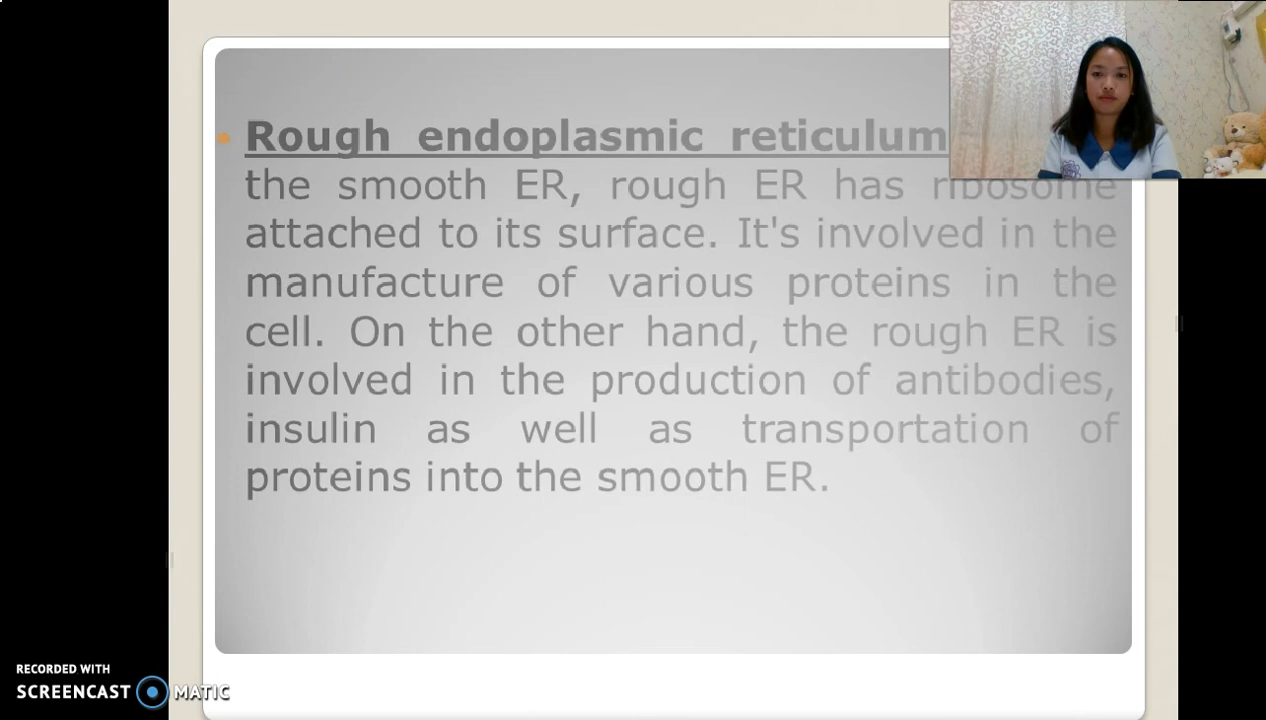 Rough endoplasmic reticulum
the smooth ER, rough ER has ribosome
attached to its surface. It's involved in the
manufacture of various proteins in the
cell. On the other hand, the rough ER is
involved in the production of antibodies,
insulin as well as transportation of
proteins into the smooth ER.
RECORDED WITH
SCREENCAST MATIC